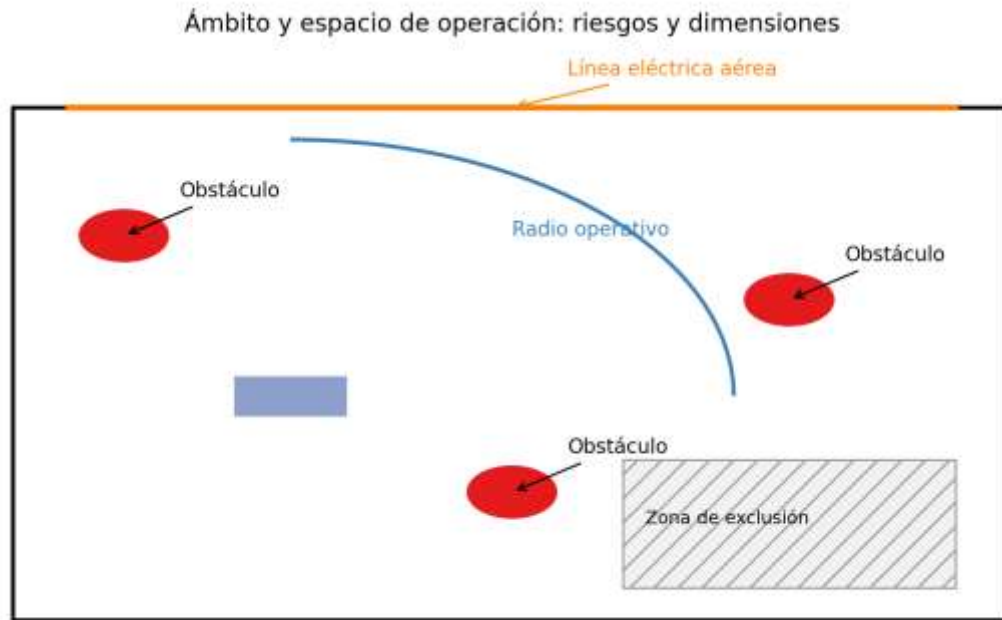 Ámbito y espacio de operación: riesgos y dimensiones
Línea eléctrica aérea
Obstáculo
Radio operativo
Obstáculo
Obstáculo
Zona de exclusión